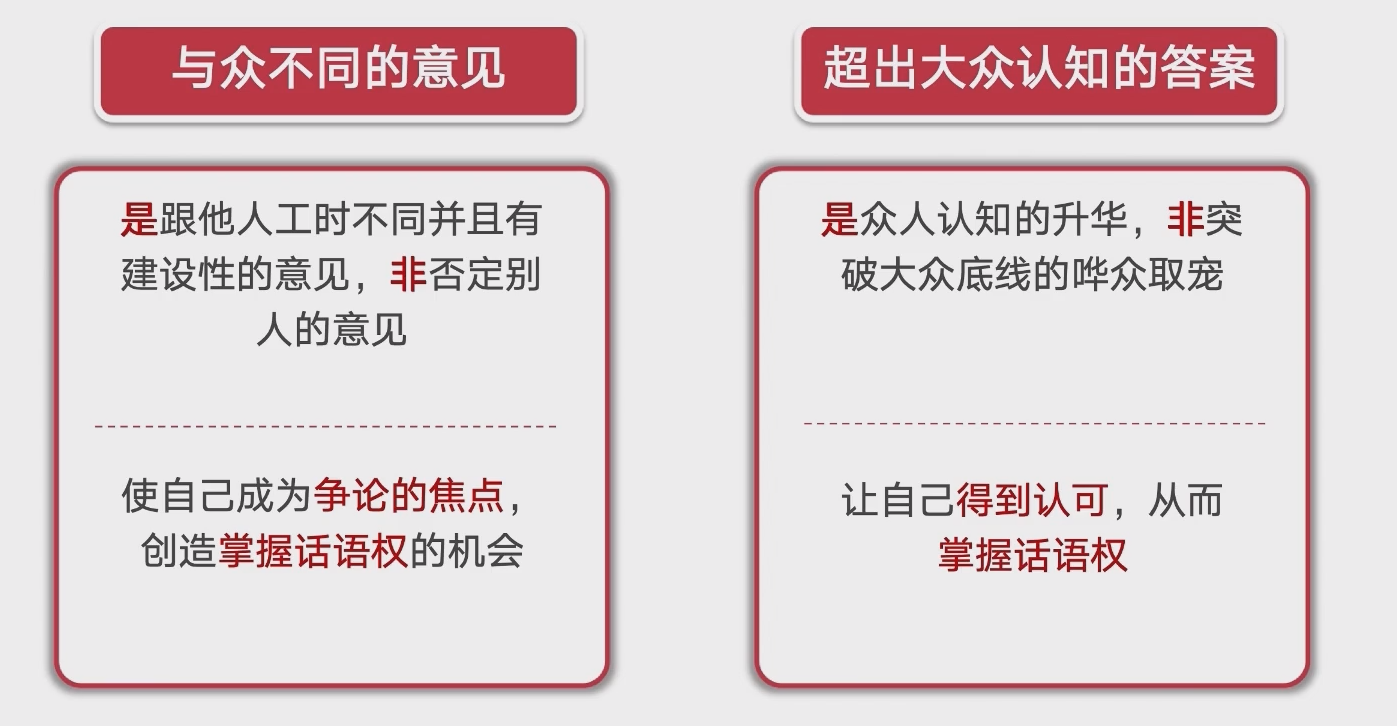 与众不同的意见
是跟他人工时不同并且有
建设性的意见，非否定别
人的意见
使自己成为争论的焦点，
创造掌握话语权的机会
超出大众认知的答案
是众人认知的升华，非突
破大众底线的哗众取宠
让自己得到认可，从而
掌握话语权